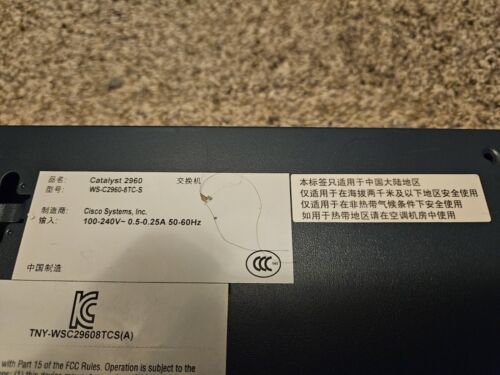 品名: Catalyst 2960 交换机
型号: WS-C2960-8TC-S
制造商: Cisco Systems, Inc.
输入: 100-240V~ 0.5-0.25A 50-60Hz
中国制造
CCC
本标签只适用于中国大陆地区
仅适用于在海拔两千米及以下地区安全使用
仅适用于在非热带气候条件下安全使用
如用于热带地区请在空调机房中使用
KC
TNY-WSC29608TCS(A)
with Part 15 of the FCC Rules. Operation is subject to the